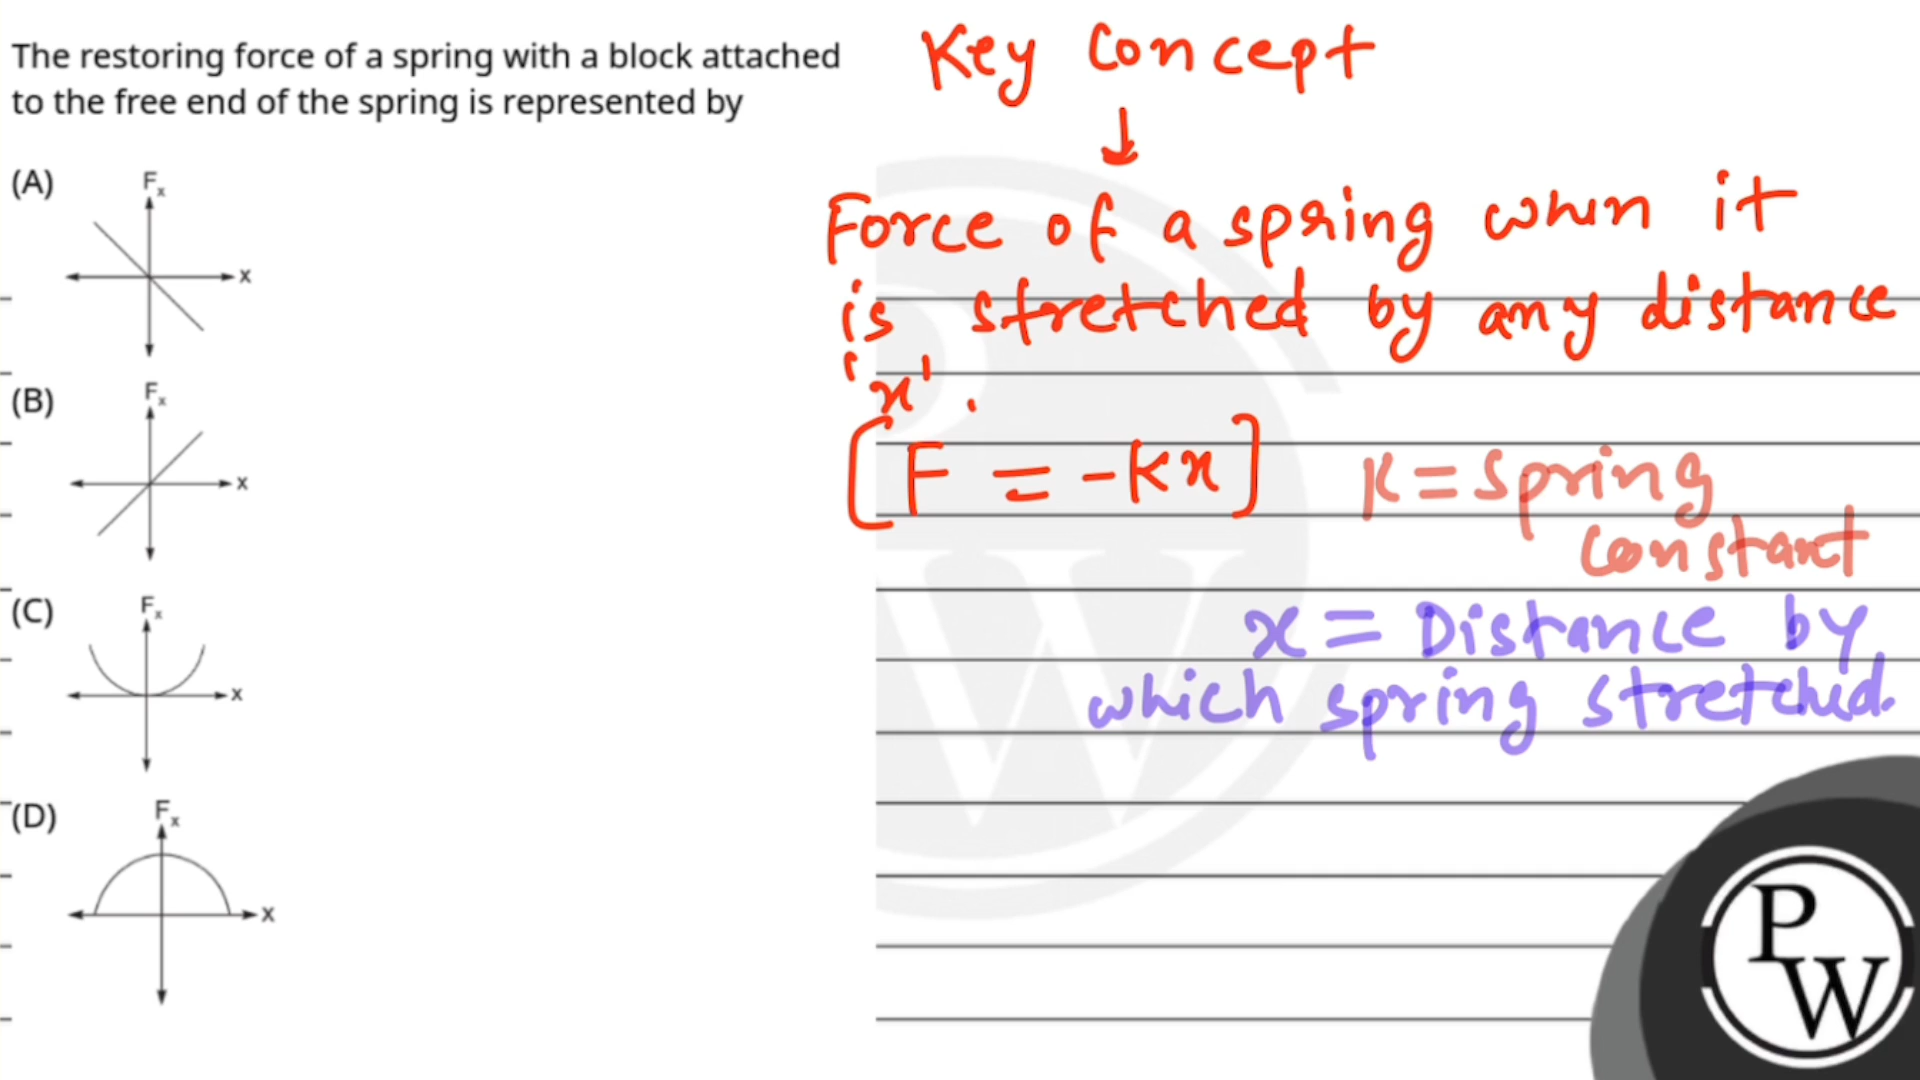 The restoring force of a spring with a block attached
to the free end of the spring is represented by
(A)
Fx
x
(B)
Fx
x
(C)
Fx
x
(D)
Fx
x
Key Concept
↓
Force of a spring when it
is stretched by any distance
'x'.
[F = -Kx]
K = Spring
Constant
x = Distance by
which spring stretched.
PW
PW